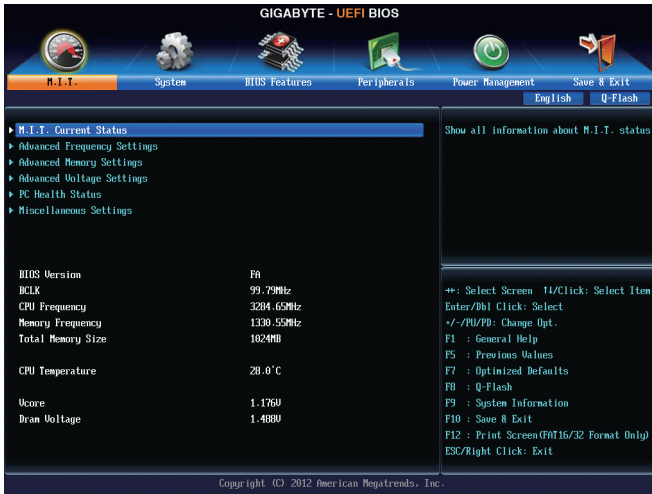 GIGABYTE - UEFI BIOS
M.I.T. System BIOS Features Peripherals Power Management Save & Exit
English Q-Flash
M.I.T. Current Status
Advanced Frequency Settings
Advanced Memory Settings
Advanced Voltage Settings
PC Health Status
Miscellaneous Settings
Show all information about M.I.T. status
BIOS Version FA
BCLK 99.79MHz
CPU Frequency 3284.65MHz
Memory Frequency 1330.55MHz
Total Memory Size 1024MB
CPU Temperature 28.0°C
Vcore 1.176V
Dram Voltage 1.488V
→←: Select Screen ↑↓/Click: Select Item
Enter/Dbl Click: Select
+/-/PU/PD: Change Opt.
F1 : General Help
F5 : Previous Values
F7 : Optimized Defaults
F8 : Q-Flash
F9 : System Information
F10 : Save & Exit
F12 : Print Screen(FAT16/32 Format Only)
ESC/Right Click: Exit
Copyright (C) 2012 American Megatrends, Inc.